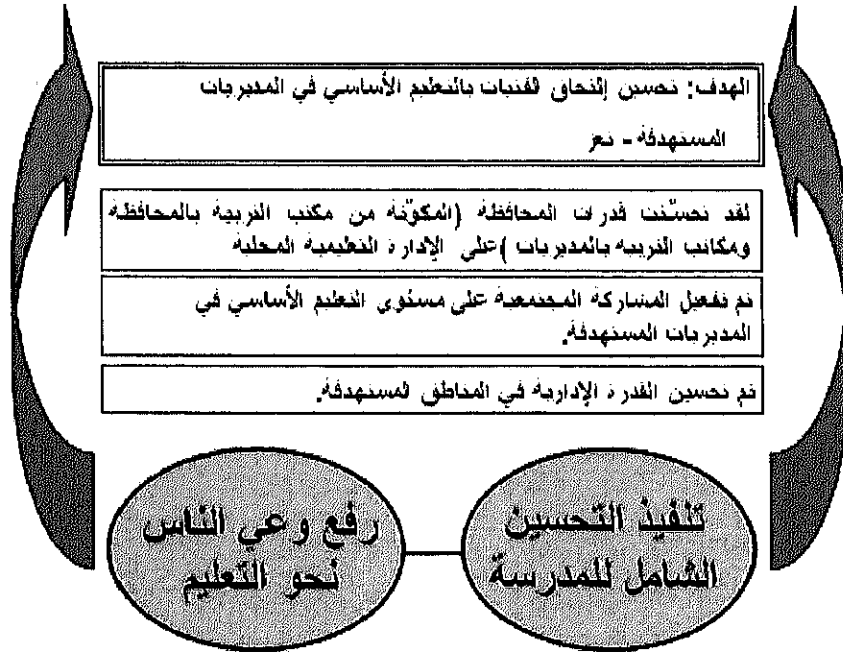 الهدف: تحسين إلتحاق الفتيات بالتعليم الأساسي في المديريات
المستهدفة - تعز
لقد تحسّنت قدرات المحافظة (المكوّنة من مكتب التربية بالمحافظة
ومكاتب التربية بالمديريات )على الإدارة التعليمية المحلية
تم تفعيل المشاركة المجتمعية على مستوى التعليم الأساسي في
المديريات المستهدفة.
تم تحسين القدرة الإدارية في المناطق المستهدفة.
تنفيذ التحسين
الشامل للمدرسة
رفع وعي الناس
نحو التعليم